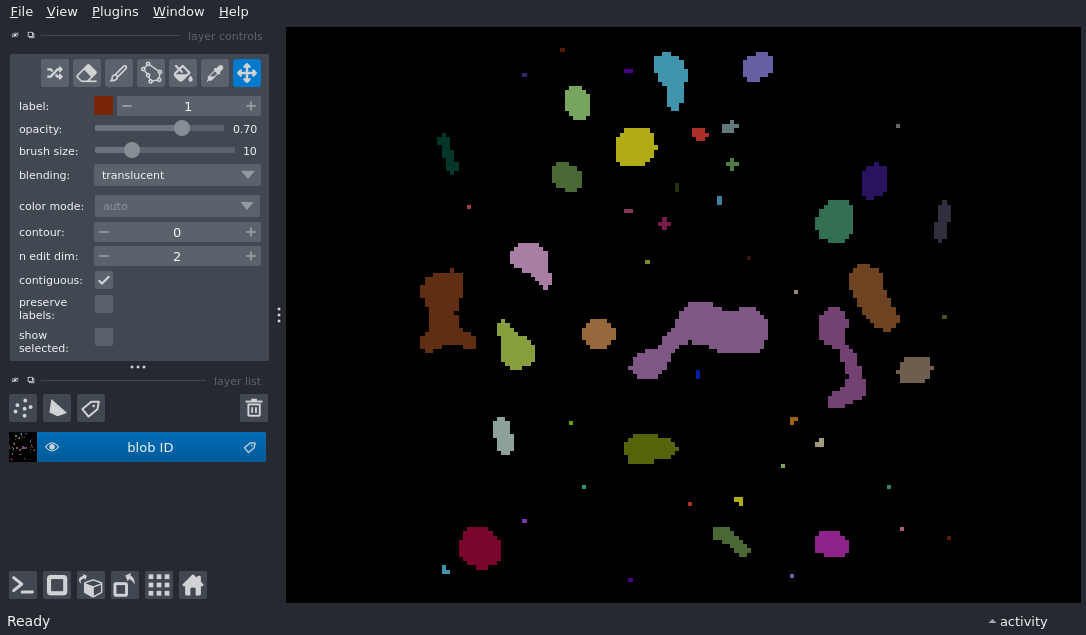 File View Plugins Window Help
layer controls
label: 1
opacity: 0.70
brush size: 10
blending: translucent
color mode: auto
contour: 0
n edit dim: 2
contiguous:
preserve
labels:
show
selected:
layer list
blob ID
Ready
activity